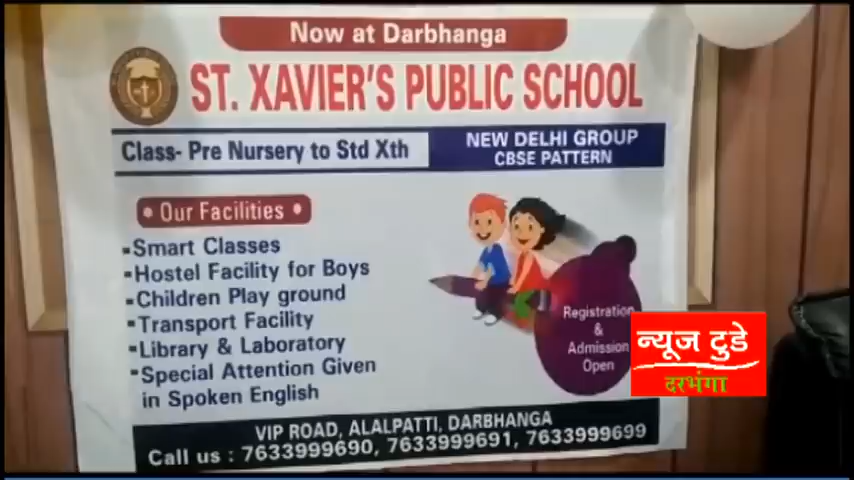 Now at Darbhanga
ST. XAVIER'S PUBLIC SCHOOL
Class- Pre Nursery to Std Xth
NEW DELHI GROUP
CBSE PATTERN
• Our Facilities •
▪Smart Classes
▪Hostel Facility for Boys
▪Children Play ground
▪Transport Facility
▪Library & Laboratory
▪Special Attention Given
in Spoken English
Registration
&
Admission
Open
न्यूज टुडे
दरभंगा
VIP ROAD, ALALPATTI, DARBHANGA
Call us : 7633999690, 7633999691, 7633999699